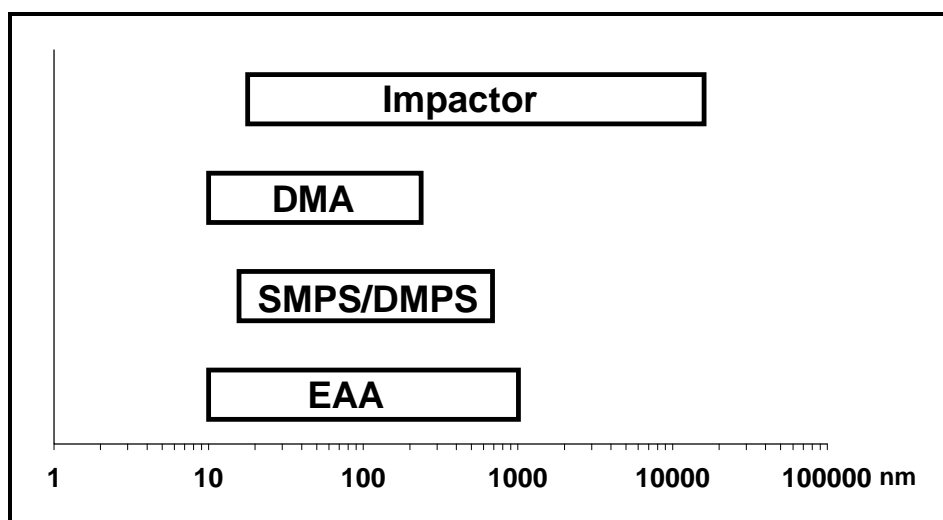 Impactor
DMA
SMPS/DMPS
EAA
1 10 100 1000 10000 100000 nm